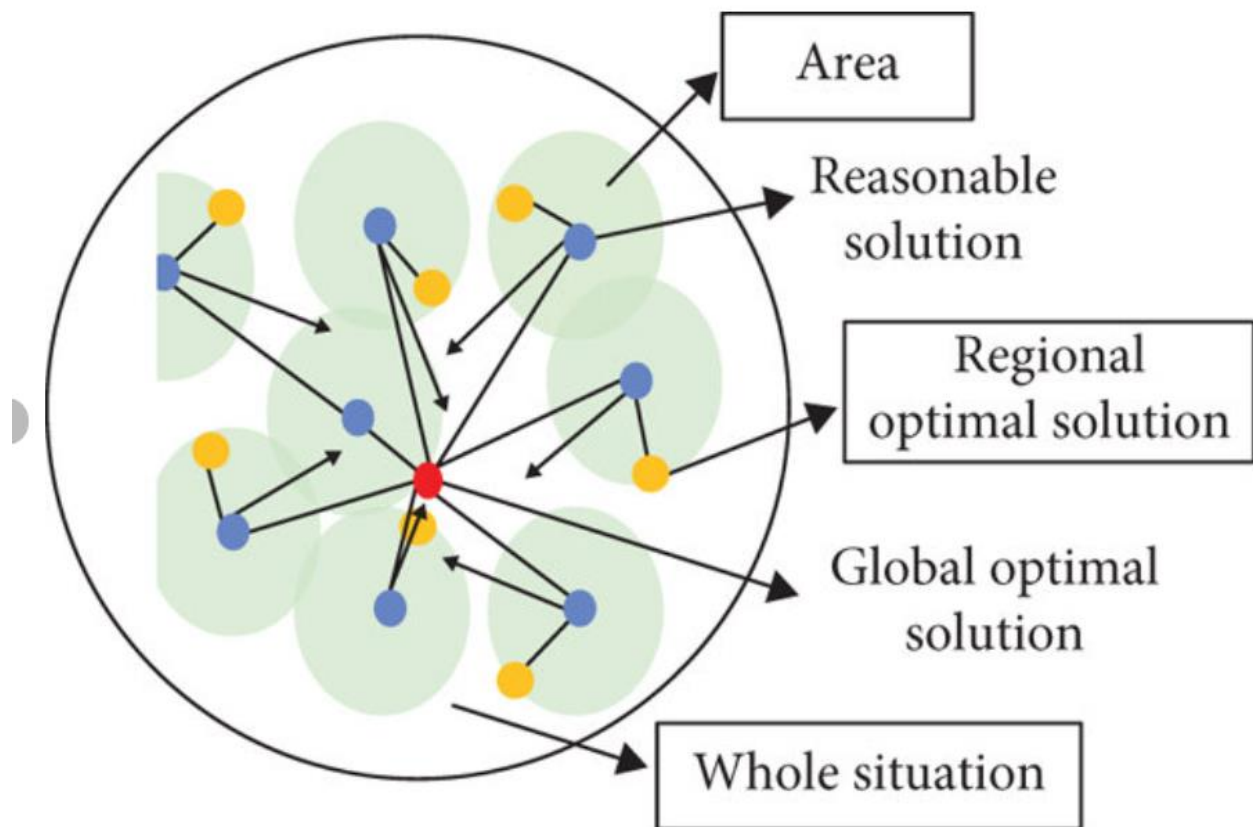 Area
Reasonable
solution
Regional
optimal solution
Global optimal
solution
Whole situation